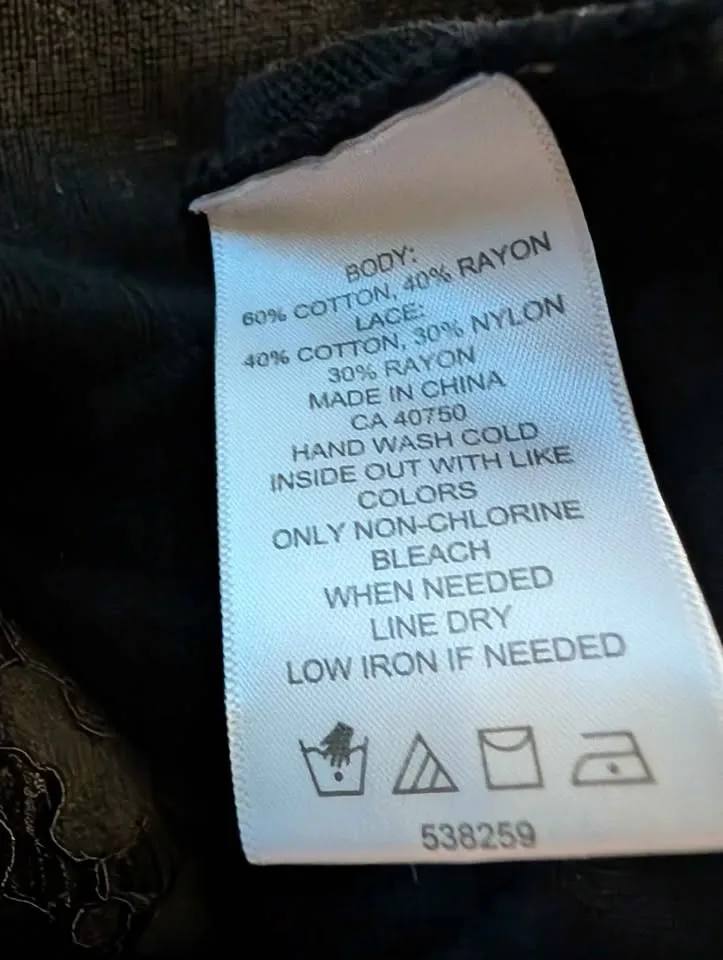 BODY:
60% COTTON, 40% RAYON
LACE:
40% COTTON, 30% NYLON
30% RAYON
MADE IN CHINA
CA 40750
HAND WASH COLD
INSIDE OUT WITH LIKE
COLORS
ONLY NON-CHLORINE
BLEACH
WHEN NEEDED
LINE DRY
LOW IRON IF NEEDED
538259